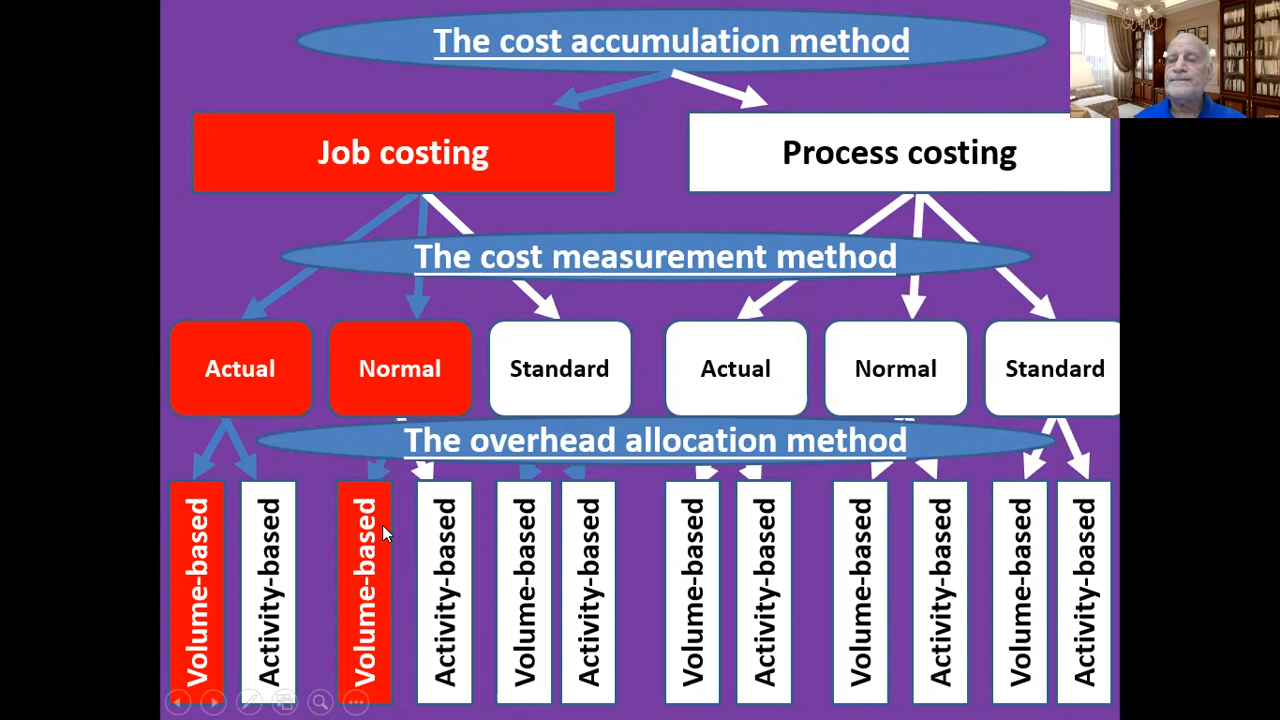 The cost accumulation method
Job costing
Process costing
The cost measurement method
Actual
Normal
Standard
Actual
Normal
Standard
The overhead allocation method
Volume-based
Activity-based
Volume-based
Activity-based
Volume-based
Activity-based
Volume-based
Activity-based
Volume-based
Activity-based
Volume-based
Activity-based